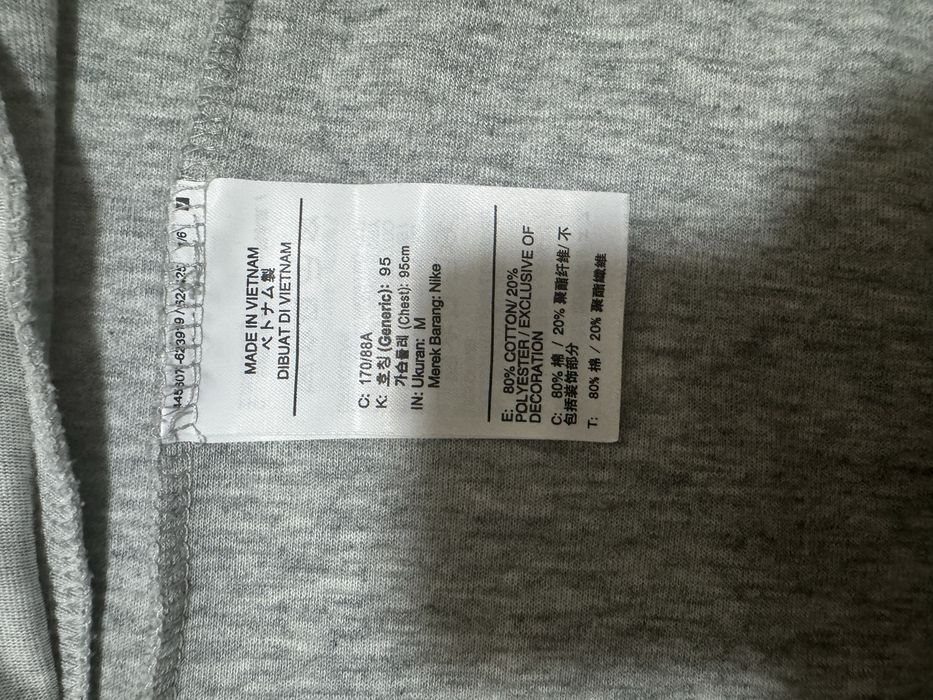 MADE IN VIETNAM
ベトナム製
DIBUAT DI VIETNAM
C: 170/88A
K: 호칭 (Generic): 95
가슴둘레 (Chest): 95cm
IN: Ukuran: M
Merek Barang: Nike
E: 80% COTTON/ 20%
POLYESTER / EXCLUSIVE OF
DECORATION
C: 80% 棉 / 20% 聚酯纤维/ 不
包括装饰部分
T: 80% 棉 / 20% 聚酯纖維